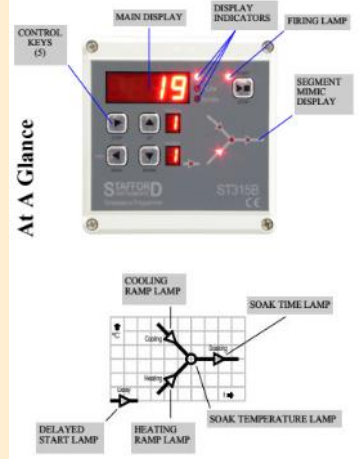 MAIN DISPLAY
DISPLAY
INDICATORS
FIRING LAMP
CONTROL
KEYS
(5)
SEGMENT
MIMIC
DISPLAY
19
1
1
STAFFORD
INSTRUMENTS
ST315B
CE
At A Glance
COOLING
RAMP LAMP
SOAK TIME LAMP
Cooling
Soaking
Heating
Delay
DELAYED
START LAMP
HEATING
RAMP LAMP
SOAK TEMPERATURE LAMP